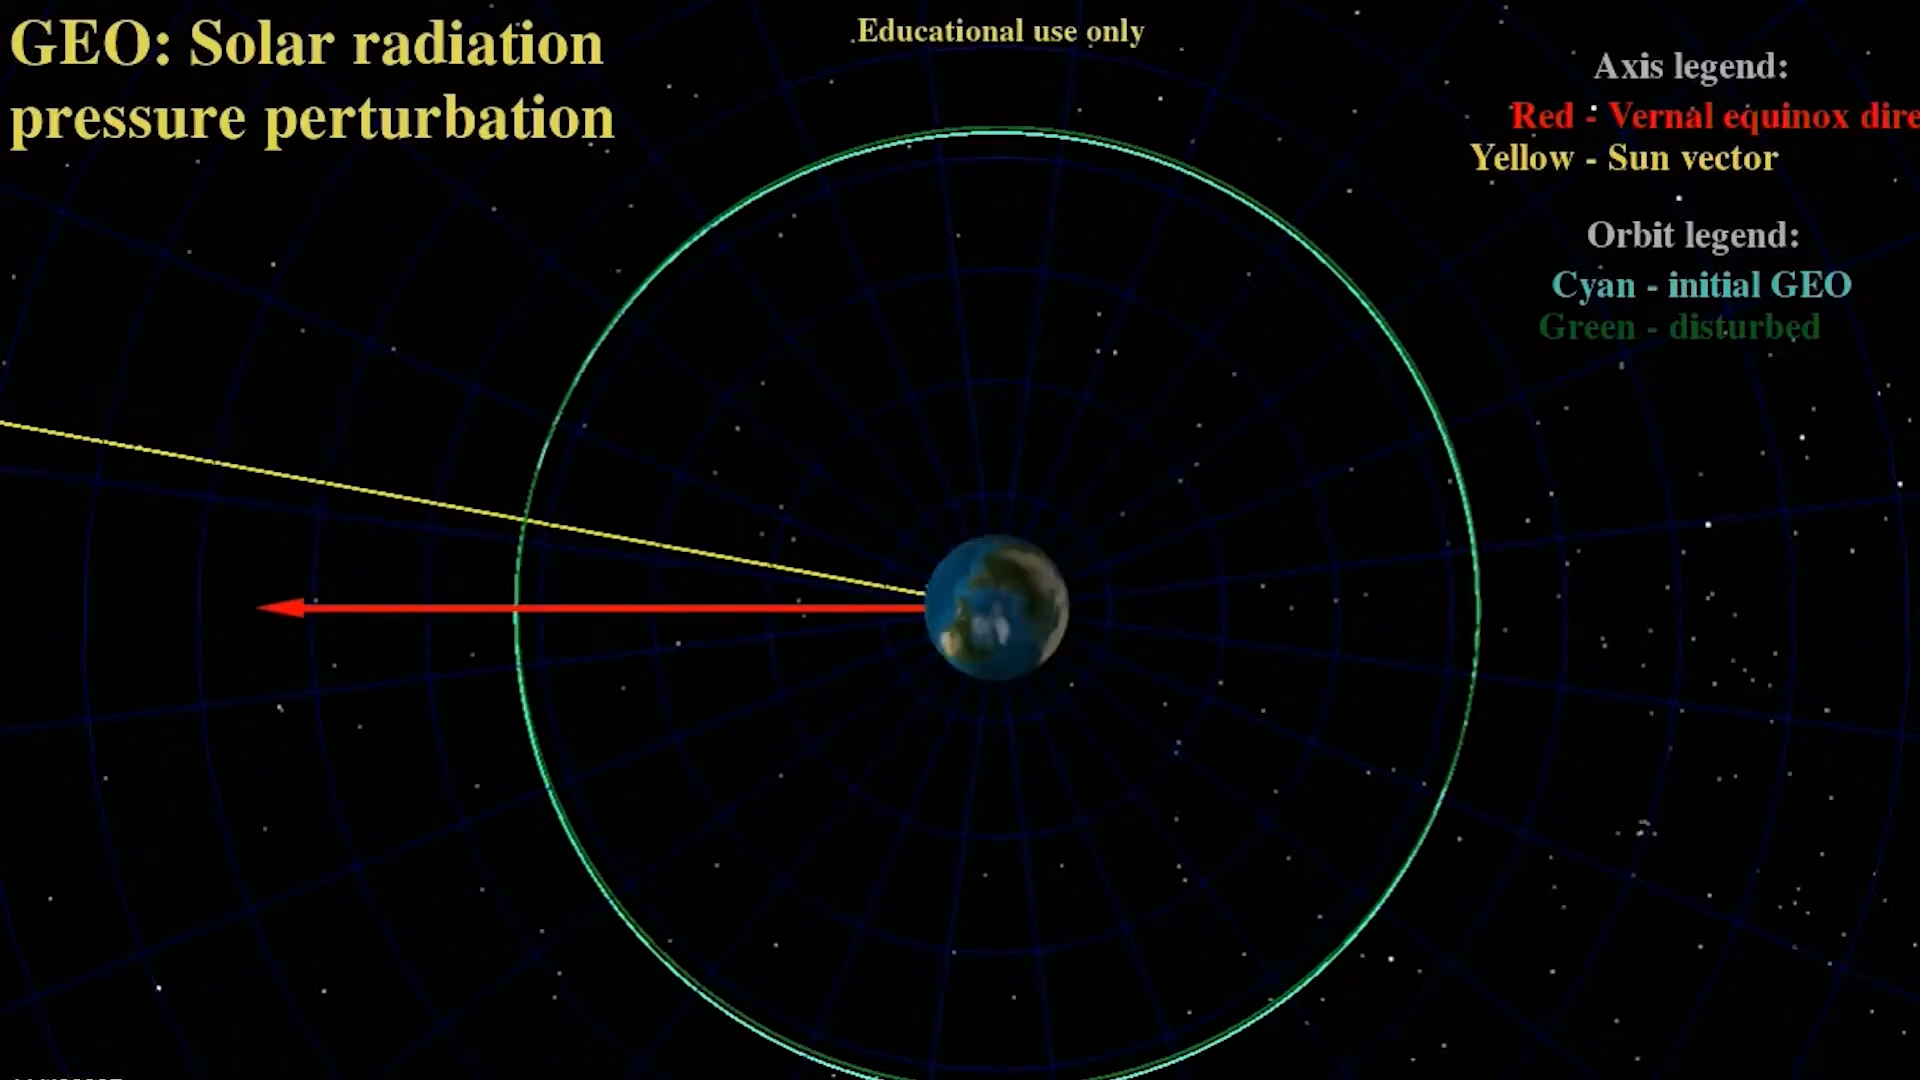 GEO: Solar radiation
pressure perturbation
Educational use only
Axis legend:
Red - Vernal equinox dire
Yellow - Sun vector
Orbit legend:
Cyan - initial GEO
Green - disturbed